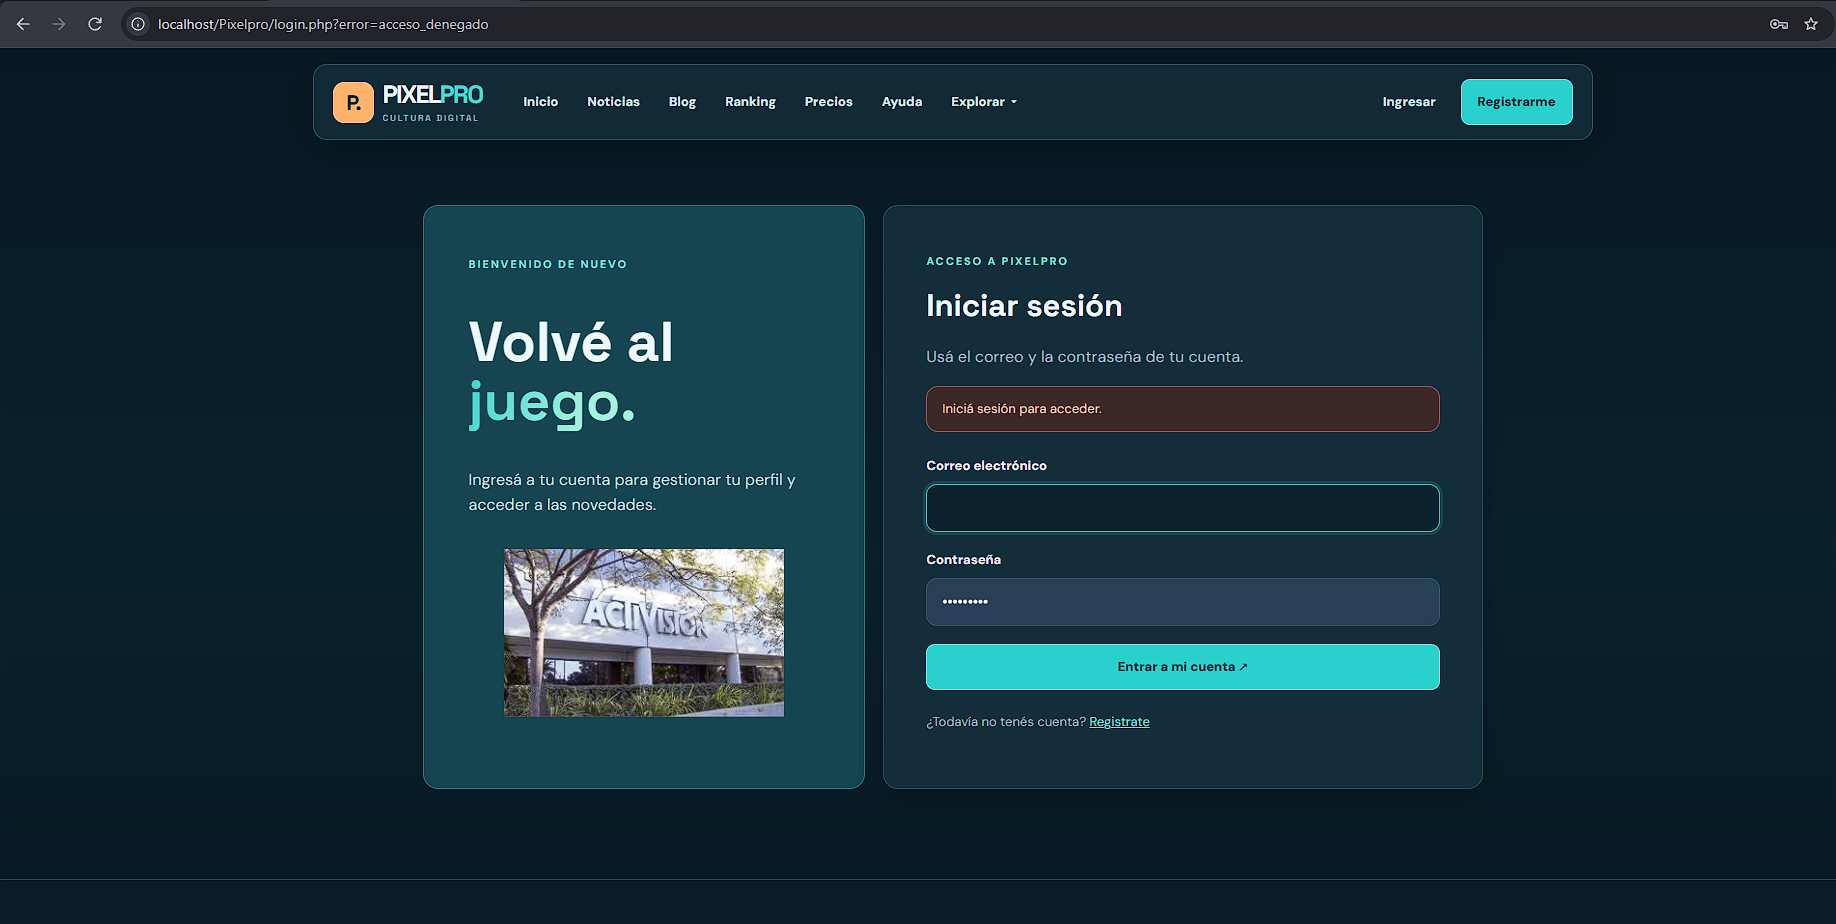 localhost/Pixelpro/login.php?error=acceso_denegado
P. PIXELPRO
CULTURA DIGITAL
Inicio Noticias Blog Ranking Precios Ayuda Explorar
Ingresar Registrarme
BIENVENIDO DE NUEVO
Volvé al
juego.
Ingresá a tu cuenta para gestionar tu perfil y
acceder a las novedades.
ACTIVISION
ACCESO A PIXELPRO
Iniciar sesión
Usá el correo y la contraseña de tu cuenta.
Iniciá sesión para acceder.
Correo electrónico
Contraseña
•••••••••
Entrar a mi cuenta ↗
¿Todavía no tenés cuenta? Registrate